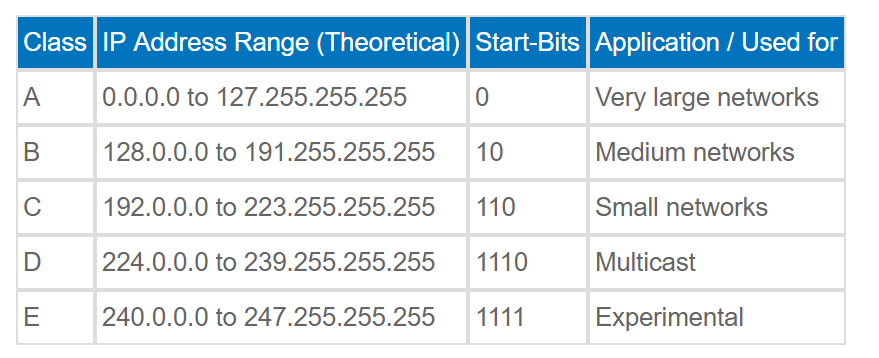 Class IP Address Range (Theoretical) Start-Bits Application / Used for
A 0.0.0.0 to 127.255.255.255 0 Very large networks
B 128.0.0.0 to 191.255.255.255 10 Medium networks
C 192.0.0.0 to 223.255.255.255 110 Small networks
D 224.0.0.0 to 239.255.255.255 1110 Multicast
E 240.0.0.0 to 247.255.255.255 1111 Experimental